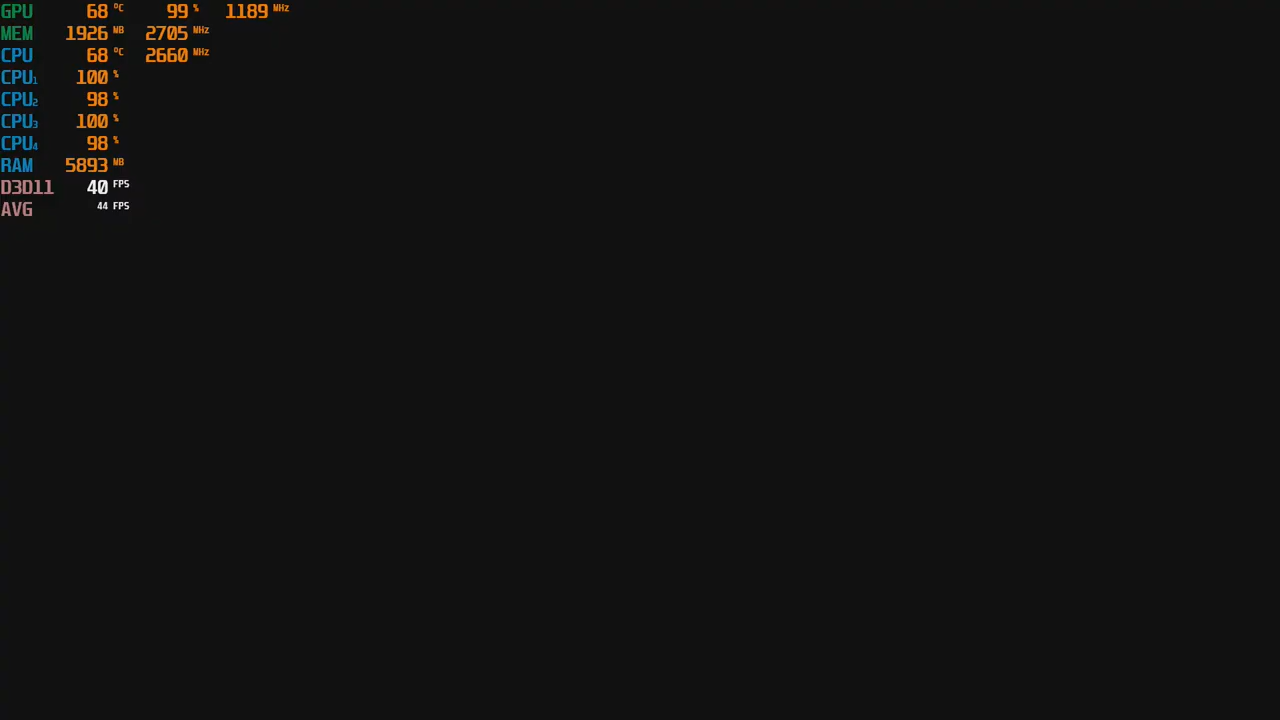 GPU 68 °C 99 % 1189 MHz
MEM 1926 MB 2705 MHz
CPU 68 °C 2660 MHz
CPU1 100 %
CPU2 98 %
CPU3 100 %
CPU4 98 %
RAM 5893 MB
D3D11 40 FPS
AVG 44 FPS